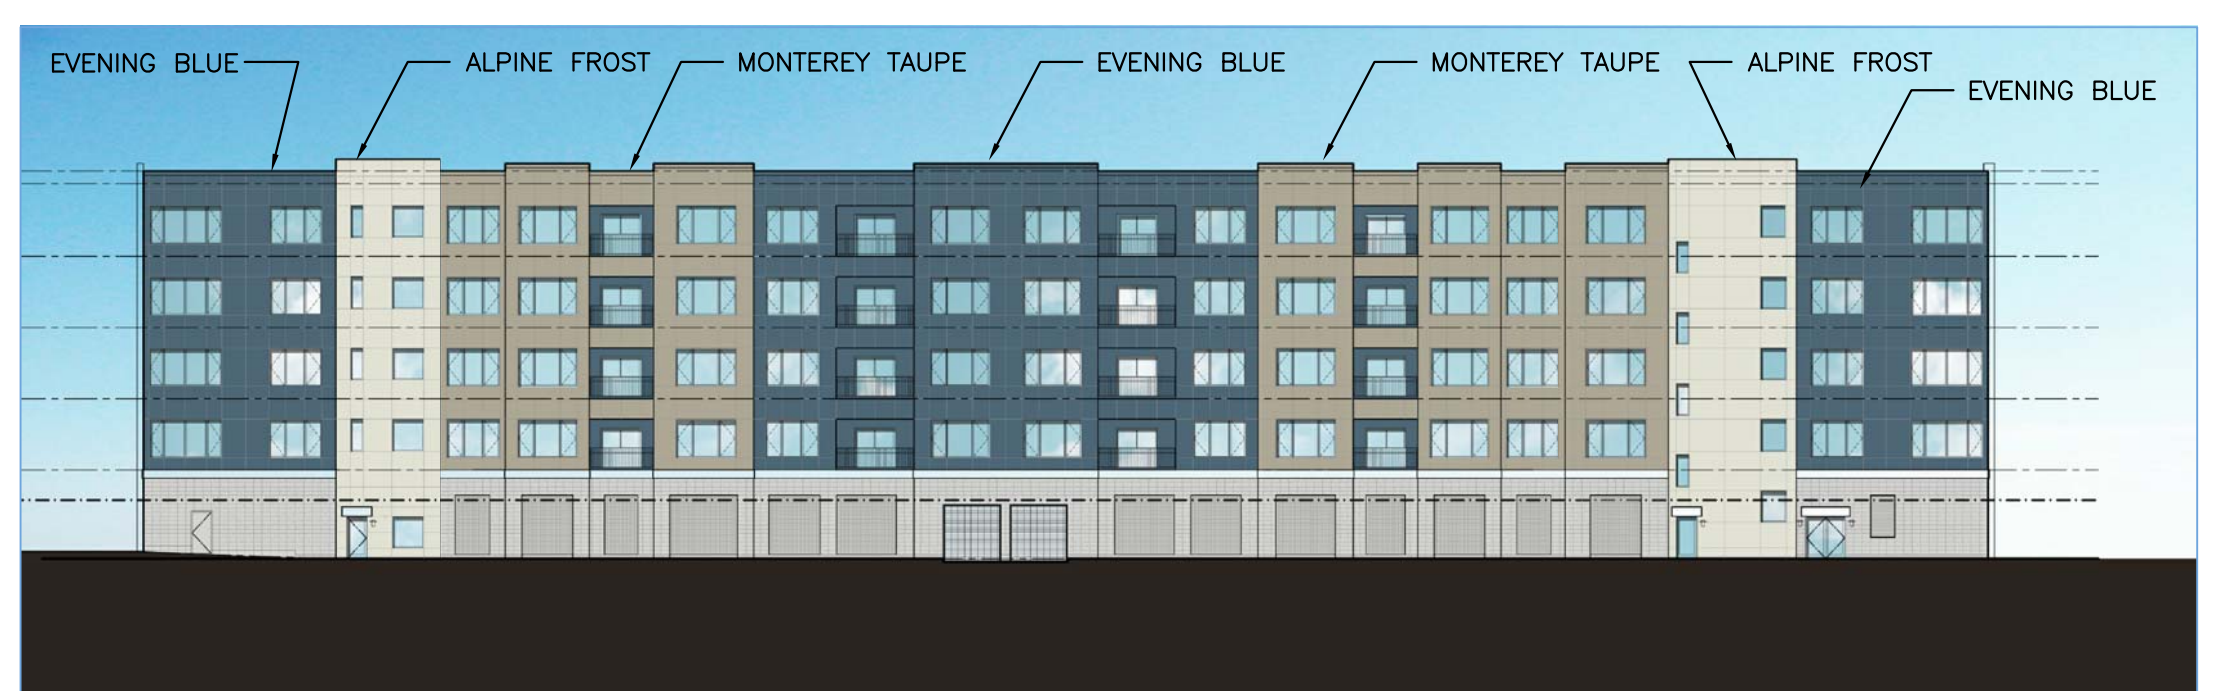 EVENING BLUE
ALPINE FROST
MONTEREY TAUPE
EVENING BLUE
MONTEREY TAUPE
ALPINE FROST
EVENING BLUE